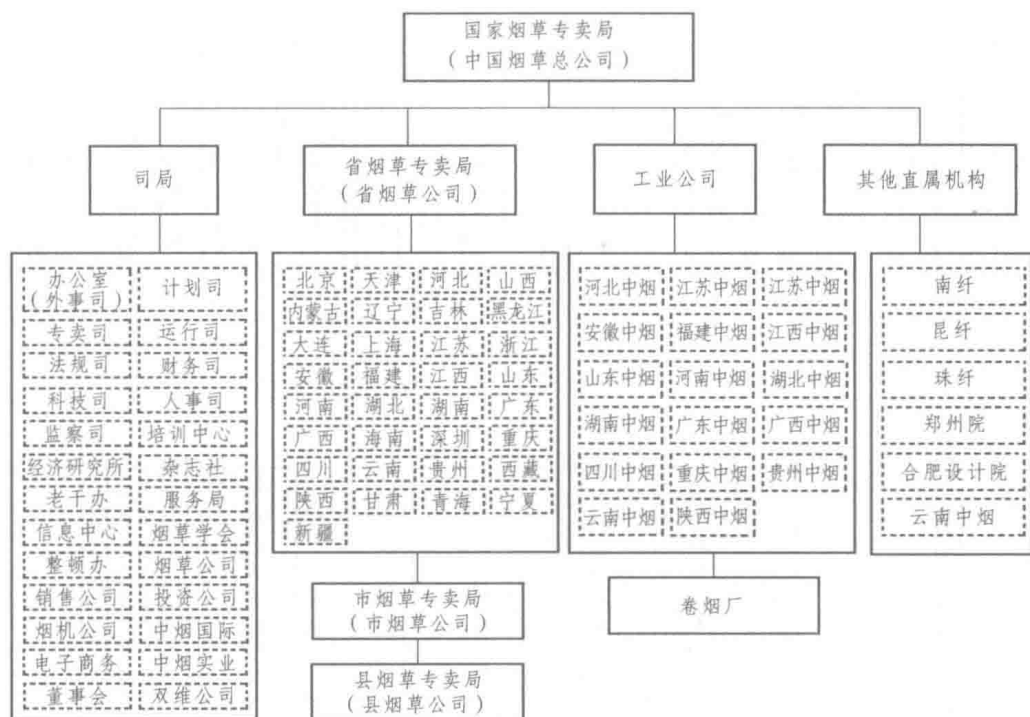 国家烟草专卖局
(中国烟草总公司)
司局
省烟草专卖局
(省烟草公司)
工业公司
其他直属机构
办公室
(外事司)
计划司
专卖司
运行司
法规司
财务司
科技司
人事司
监察司
培训中心
经济研究所
杂志社
老干办
服务局
信息中心
烟草学会
整顿办
烟草公司
销售公司
投资公司
烟机公司
中烟国际
电子商务
中烟实业
董事会
双维公司
北京
天津
河北
山西
内蒙古
辽宁
吉林
黑龙江
大连
上海
江苏
浙江
安徽
福建
江西
山东
河南
湖北
湖南
广东
广西
海南
深圳
重庆
四川
云南
贵州
西藏
陕西
甘肃
青海
宁夏
新疆
市烟草专卖局
(市烟草公司)
县烟草专卖局
(县烟草公司)
河北中烟
江苏中烟
江苏中烟
安徽中烟
福建中烟
江西中烟
山东中烟
河南中烟
湖北中烟
湖南中烟
广东中烟
广西中烟
四川中烟
重庆中烟
贵州中烟
云南中烟
陕西中烟
卷烟厂
南纤
昆纤
珠纤
郑州院
合肥设计院
云南中烟